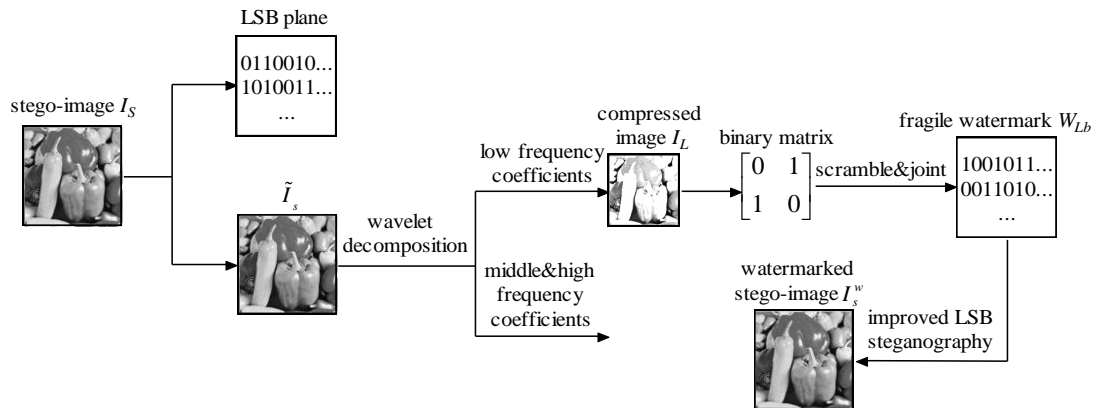 LSB plane
0110010...
1010011...
...
stego-image I_S
Ĩ_s
wavelet
decomposition
low frequency
coefficients
middle&high
frequency
coefficients
compressed
image I_L
binary matrix
0 1
1 0
scramble&joint
fragile watermark W_Lb
1001011...
0011010...
...
improved LSB
steganography
watermarked
stego-image I_s^w